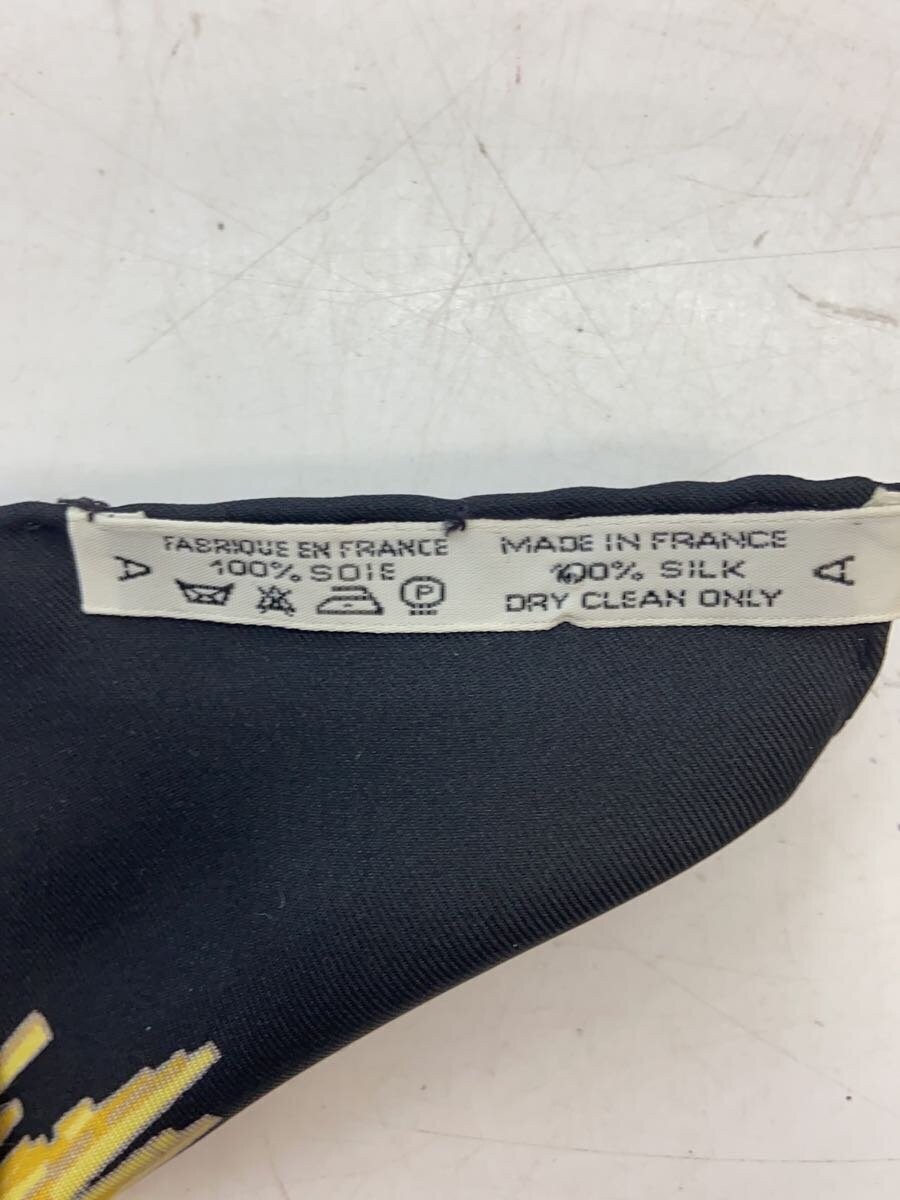 A
FABRIQUE EN FRANCE
100% SOIE
P
MADE IN FRANCE
100% SILK
DRY CLEAN ONLY
A